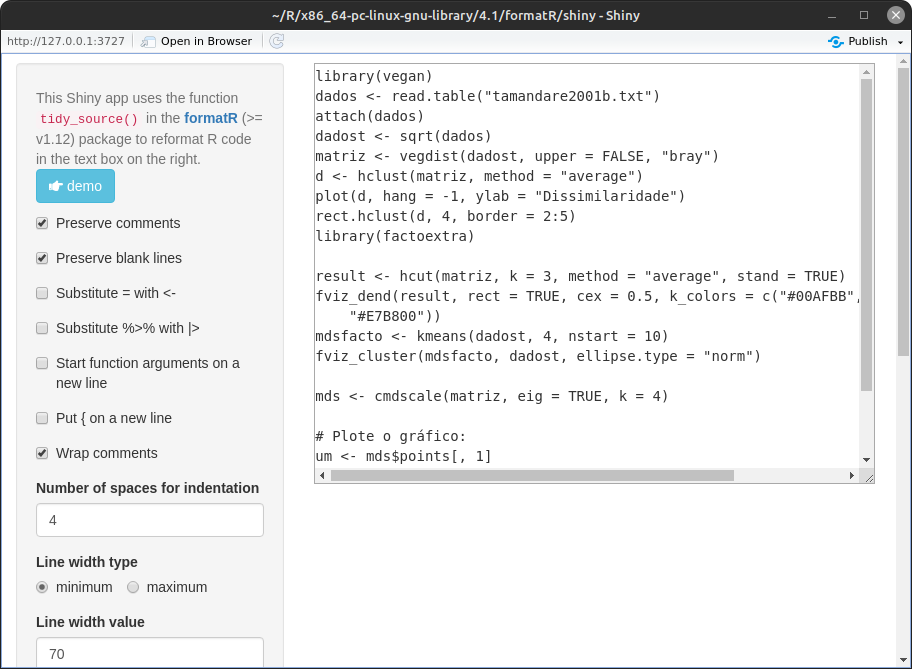 ~/R/x86_64-pc-linux-gnu-library/4.1/formatR/shiny - Shiny
http://127.0.0.1:3727 Open in Browser Publish
This Shiny app uses the function
tidy_source() in the formatR (>=
v1.12) package to reformat R code
in the text box on the right.
demo
Preserve comments
Preserve blank lines
Substitute = with <-
Substitute %>% with |>
Start function arguments on a
new line
Put { on a new line
Wrap comments
Number of spaces for indentation
4
Line width type
minimum maximum
Line width value
70
library(vegan)
dados <- read.table("tamandare2001b.txt")
attach(dados)
dadost <- sqrt(dados)
matriz <- vegdist(dadost, upper = FALSE, "bray")
d <- hclust(matriz, method = "average")
plot(d, hang = -1, ylab = "Dissimilaridade")
rect.hclust(d, 4, border = 2:5)
library(factoextra)
result <- hcut(matriz, k = 3, method = "average", stand = TRUE)
fviz_dend(result, rect = TRUE, cex = 0.5, k_colors = c("#00AFBB",
"#E7B800"))
mdsfacto <- kmeans(dadost, 4, nstart = 10)
fviz_cluster(mdsfacto, dadost, ellipse.type = "norm")
mds <- cmdscale(matriz, eig = TRUE, k = 4)
# Plote o gráfico:
um <- mds$points[, 1]